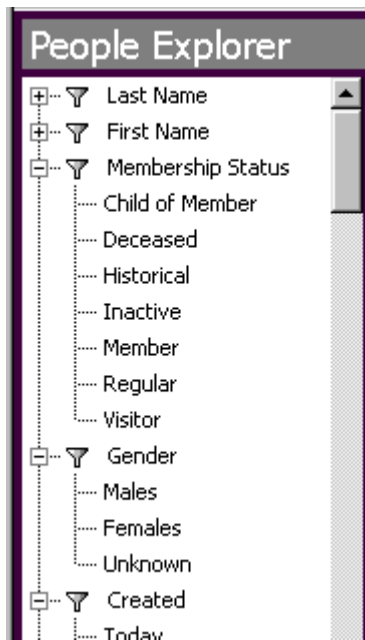 People Explorer
Last Name
First Name
Membership Status
Child of Member
Deceased
Historical
Inactive
Member
Regular
Visitor
Gender
Males
Females
Unknown
Created
Today